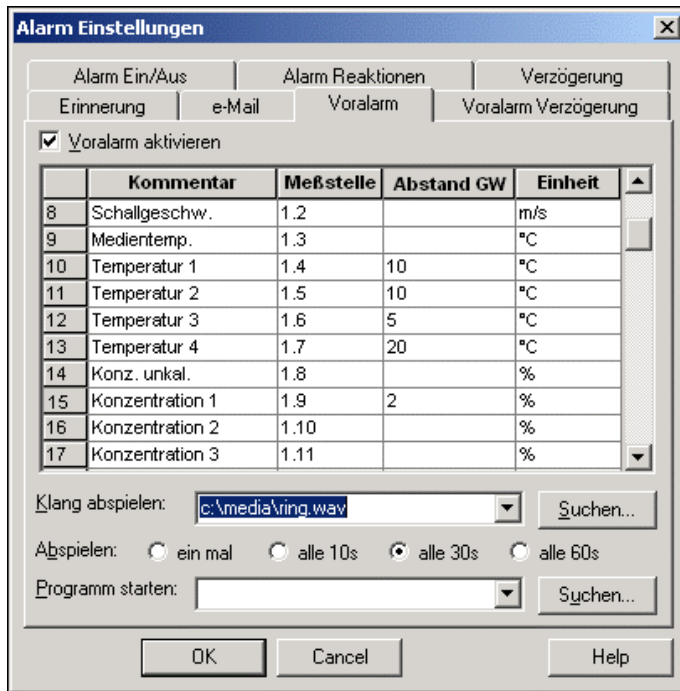 Alarm Einstellungen
Alarm Ein/Aus Alarm Reaktionen Verzögerung
Erinnerung e-Mail Voralarm Voralarm Verzögerung
Voralarm aktivieren
Kommentar Meßstelle Abstand GW Einheit
8 Schallgeschw. 1.2 m/s
9 Medientemp. 1.3 °C
10 Temperatur 1 1.4 10 °C
11 Temperatur 2 1.5 10 °C
12 Temperatur 3 1.6 5 °C
13 Temperatur 4 1.7 20 °C
14 Konz. unkal. 1.8 %
15 Konzentration 1 1.9 2 %
16 Konzentration 2 1.10 %
17 Konzentration 3 1.11 %
Klang abspielen: c:\media\ring.wav Suchen...
Abspielen: ein mal alle 10s alle 30s alle 60s
Programm starten: Suchen...
OK Cancel Help